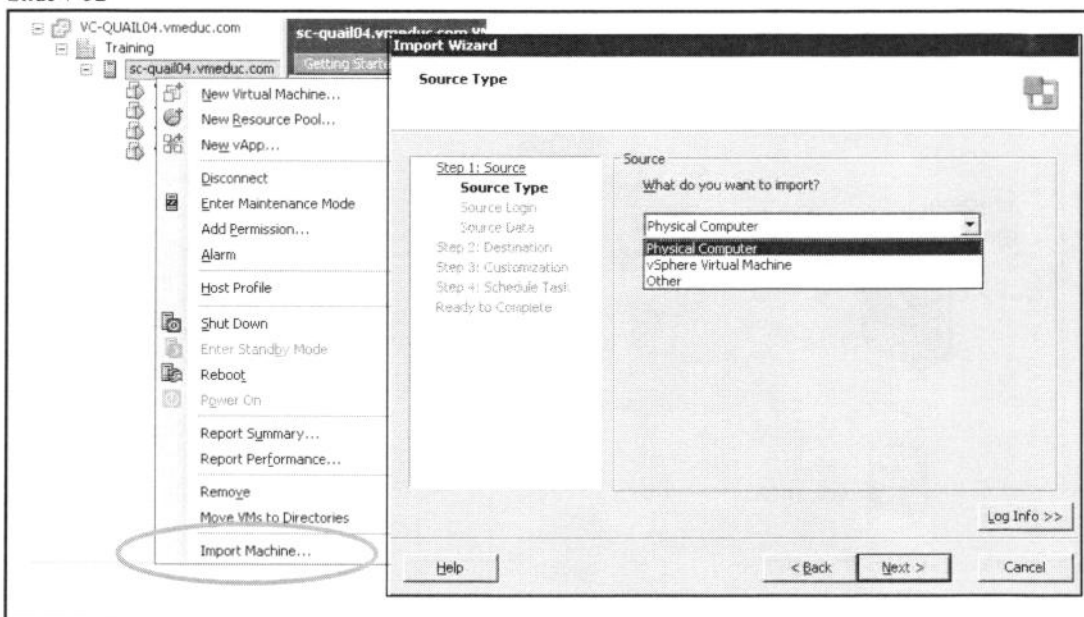 VC-QUAIL04.vmeduc.com
Training
sc-quail04.vmeduc.com
sc-quail04.vmeduc.com VM
Getting Starte
New Virtual Machine...
New Resource Pool...
New vApp...
Disconnect
Enter Maintenance Mode
Add Permission...
Alarm
Host Profile
Shut Down
Enter Standby Mode
Reboot
Power On
Report Summary...
Report Performance...
Remove
Move VMs to Directories
Import Machine...
Import Wizard
Source Type
Step 1: Source
Source Type
Source Login
Source Data
Step 2: Destination
Step 3: Customization
Step 4: Schedule Task
Ready to Complete
Source
What do you want to import?
Physical Computer
Physical Computer
vSphere Virtual Machine
Other
Log Info >>
Help
< Back
Next >
Cancel